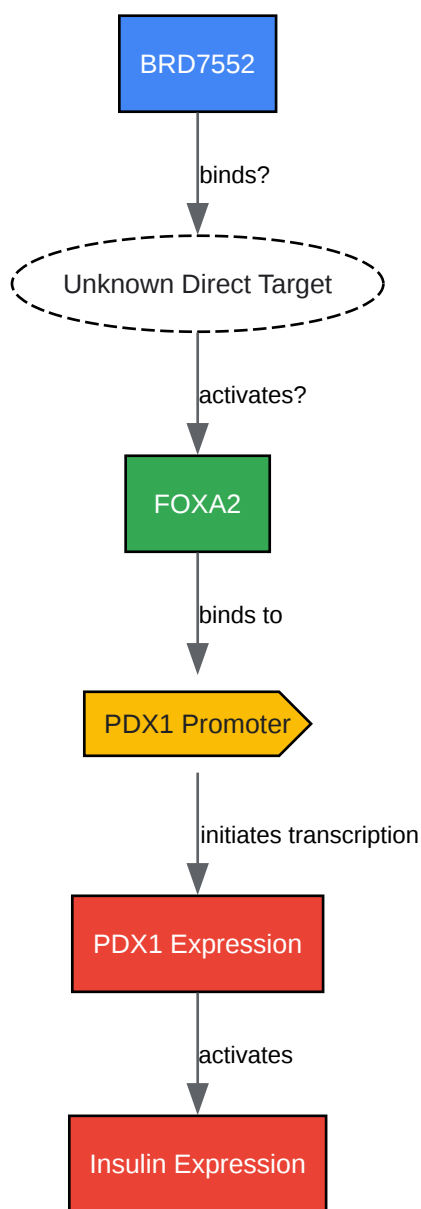 BRD7552
binds?
Unknown Direct Target
activates?
FOXA2
binds to
PDX1 Promoter
initiates transcription
PDX1 Expression
activates
Insulin Expression